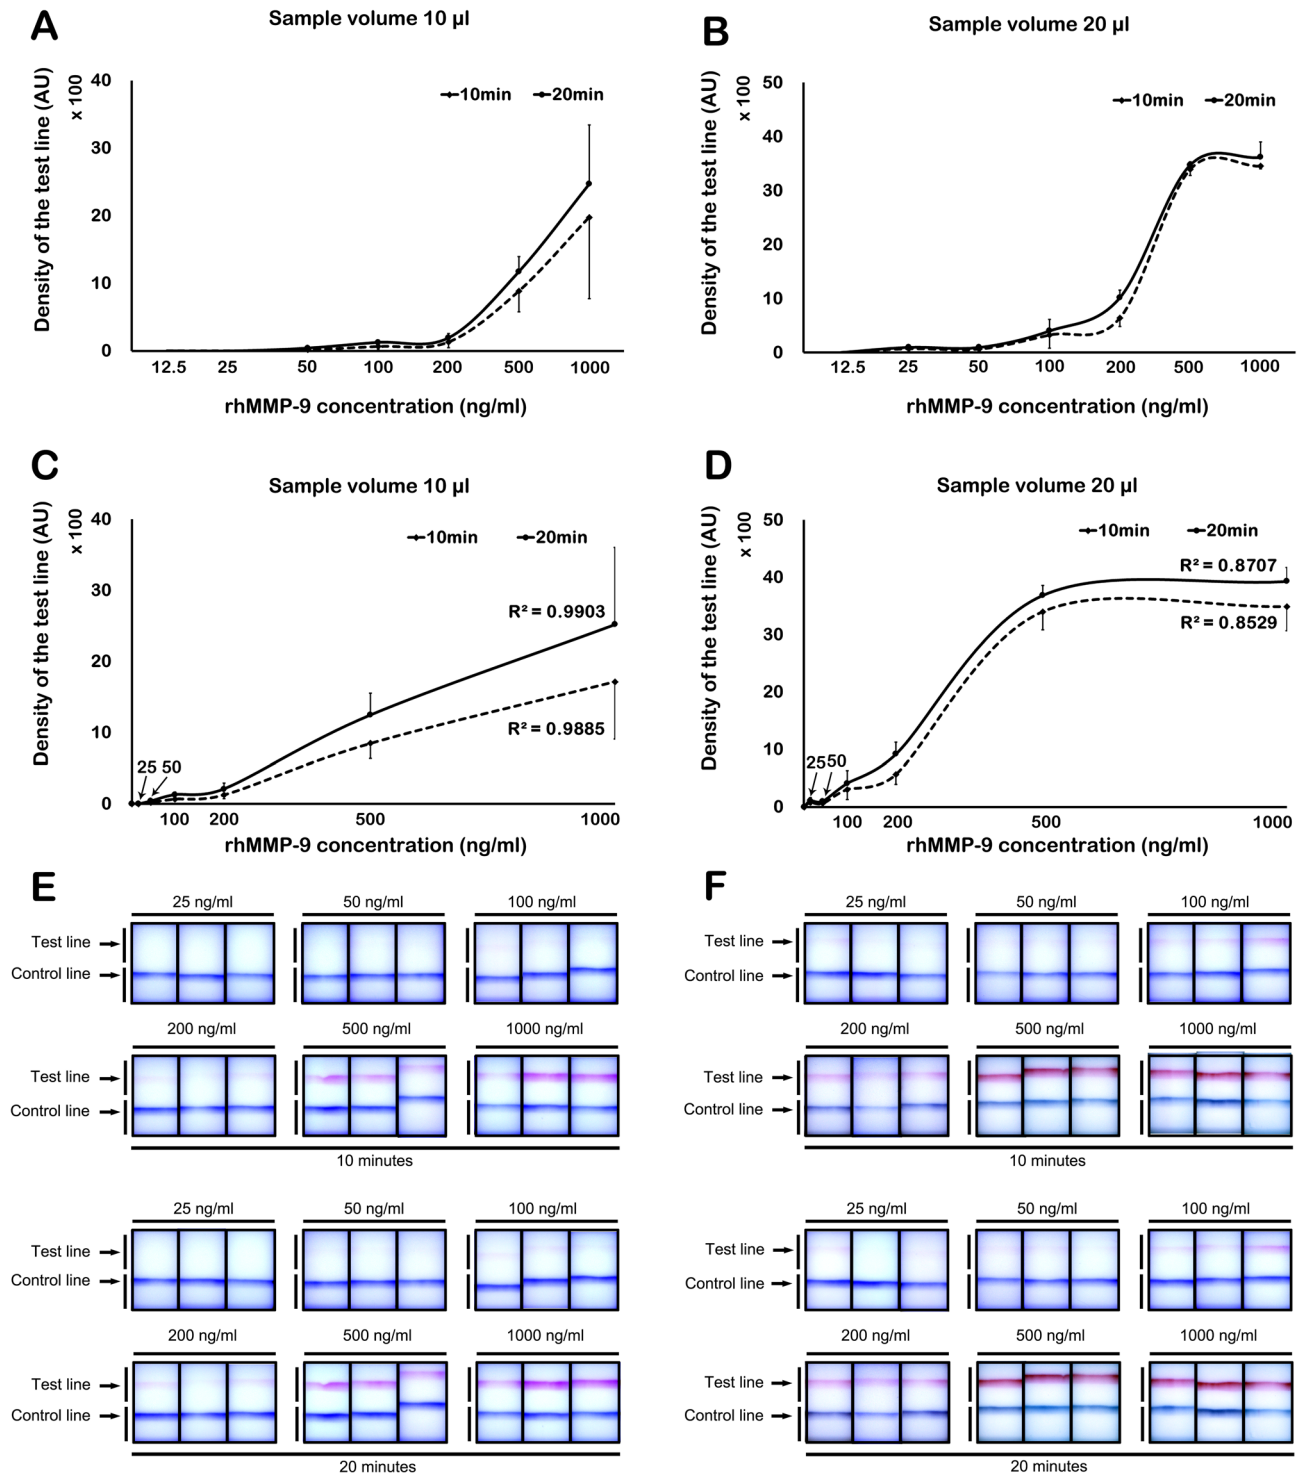 A
Sample volume 10 µl
Density of the test line (AU)
x 100
40
30
20
10
0
10min
20min
12.5 25 50 100 200 500 1000
rhMMP-9 concentration (ng/ml)
B
Sample volume 20 µl
Density of the test line (AU)
x 100
50
40
30
20
10
0
10min
20min
12.5 25 50 100 200 500 1000
rhMMP-9 concentration (ng/ml)
C
Sample volume 10 µl
Density of the test line (AU)
x 100
40
30
20
10
0
10min
20min
R² = 0.9903
R² = 0.9885
25 50
100 200 500 1000
rhMMP-9 concentration (ng/ml)
D
Sample volume 20 µl
Density of the test line (AU)
x 100
50
40
30
20
10
0
10min
20min
R² = 0.8707
R² = 0.8529
25 50
100 200 500 1000
rhMMP-9 concentration (ng/ml)
E
25 ng/ml 50 ng/ml 100 ng/ml
Test line
Control line
200 ng/ml 500 ng/ml 1000 ng/ml
Test line
Control line
10 minutes
25 ng/ml 50 ng/ml 100 ng/ml
Test line
Control line
200 ng/ml 500 ng/ml 1000 ng/ml
Test line
Control line
20 minutes
F
25 ng/ml 50 ng/ml 100 ng/ml
Test line
Control line
200 ng/ml 500 ng/ml 1000 ng/ml
Test line
Control line
10 minutes
25 ng/ml 50 ng/ml 100 ng/ml
Test line
Control line
200 ng/ml 500 ng/ml 1000 ng/ml
Test line
Control line
20 minutes